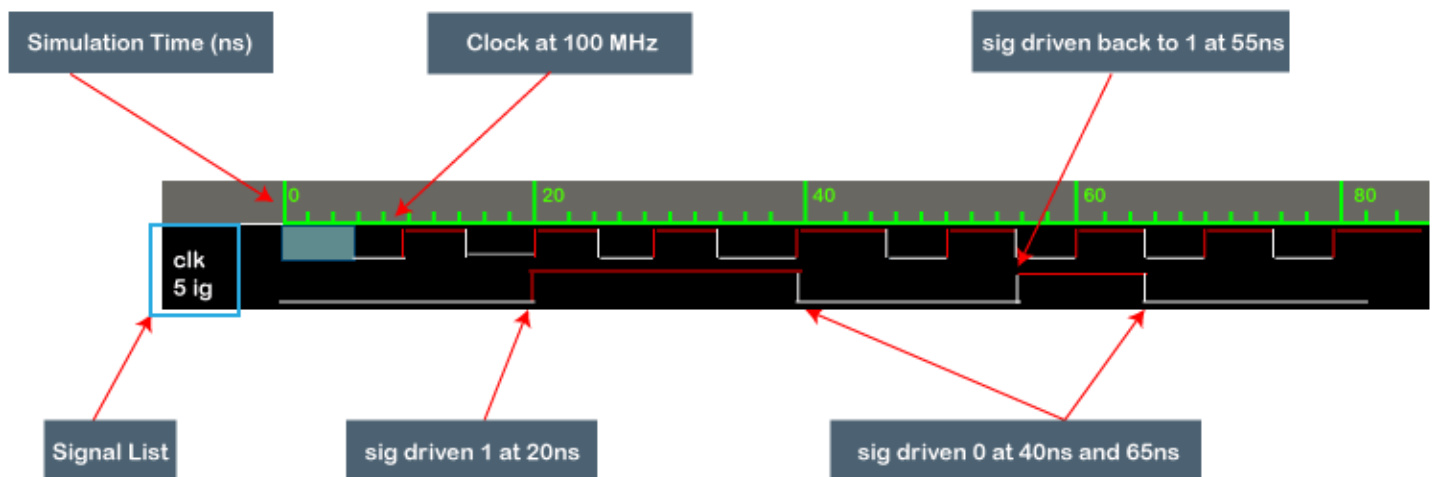 Simulation Time (ns)
Clock at 100 MHz
sig driven back to 1 at 55ns
0 20 40 60 80
clk
5 ig
Signal List
sig driven 1 at 20ns
sig driven 0 at 40ns and 65ns